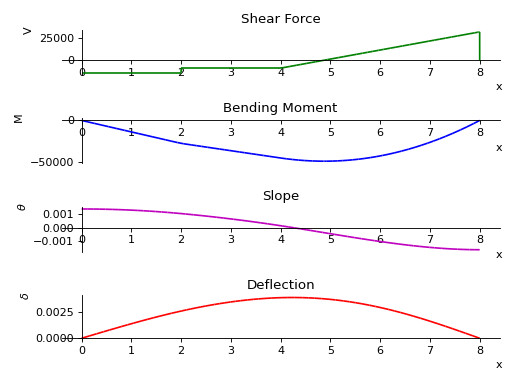 Shear Force
V
25000
0
0 1 2 3 4 5 6 7 8
x
Bending Moment
M
0
−50000
0 1 2 3 4 5 6 7 8
x
Slope
θ
0.001
0.000
−0.001
0 1 2 3 4 5 6 7 8
x
Deflection
δ
0.0025
0.0000
0 1 2 3 4 5 6 7 8
x